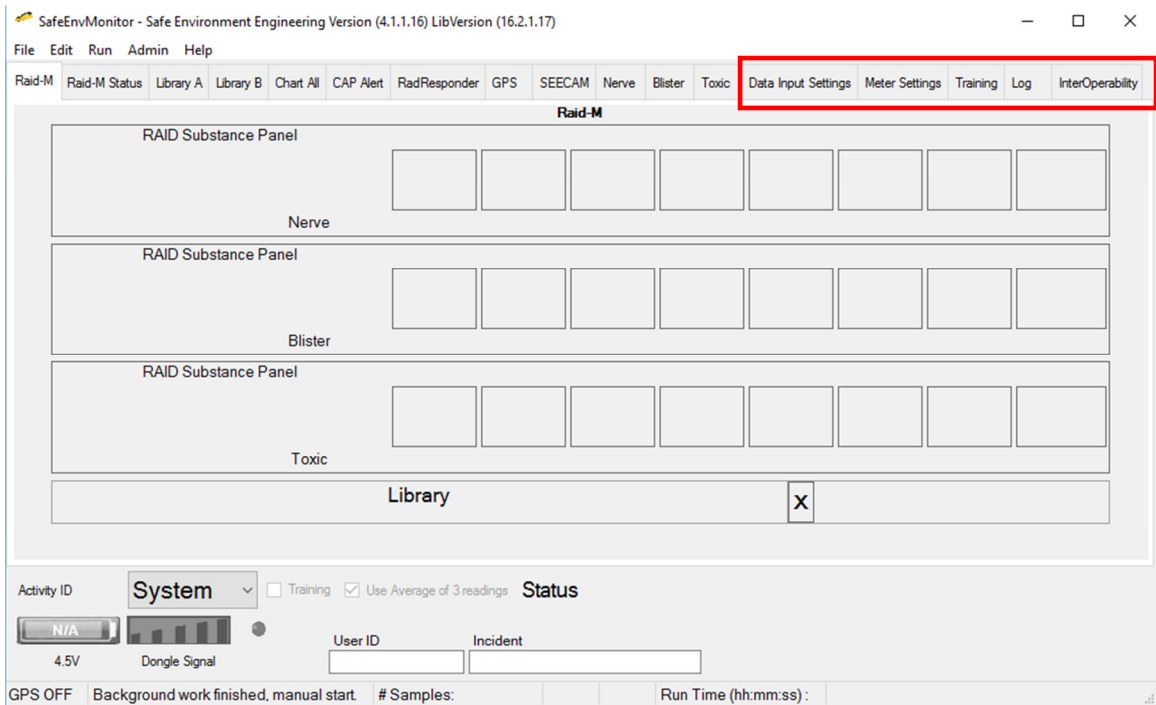 SafeEnvMonitor - Safe Environment Engineering Version (4.1.1.16) LibVersion (16.2.1.17)
File Edit Run Admin Help
Raid-M Raid-M Status Library A Library B Chart All CAP Alert RadResponder GPS SEECAM Nerve Blister Toxic Data Input Settings Meter Settings Training Log InterOperability
Raid-M
RAID Substance Panel
Nerve
RAID Substance Panel
Blister
RAID Substance Panel
Toxic
Library X
Activity ID System Training Use Average of 3 readings Status
N/A
User ID Incident
4.5V Dongle Signal
GPS OFF Background work finished, manual start. # Samples: Run Time (hh:mm:ss) :